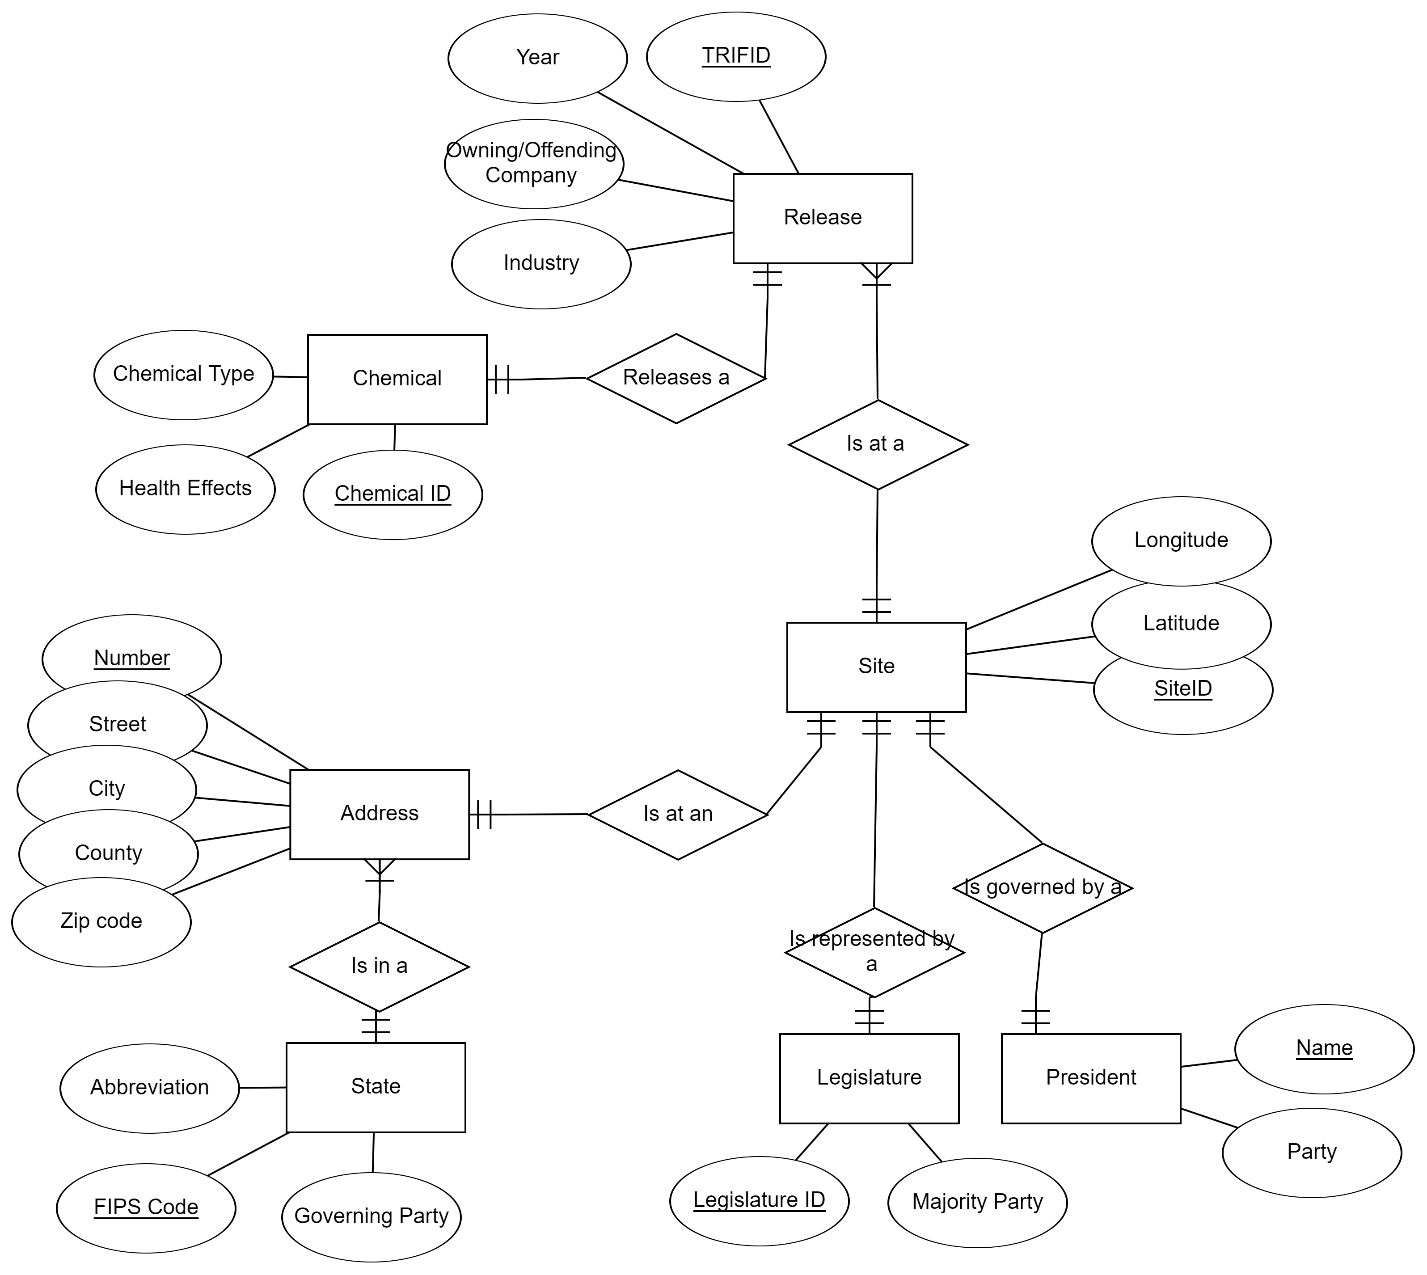 Year
TRIFID
Owning/Offending
Company
Release
Industry
Chemical Type
Chemical
Releases a
Health Effects
Chemical ID
Is at a
Longitude
Latitude
SiteID
Site
Number
Street
City
County
Zip code
Address
Is at an
Is governed by a
Is represented by
a
Is in a
Abbreviation
State
Legislature
President
Name
Party
FIPS Code
Governing Party
Legislature ID
Majority Party